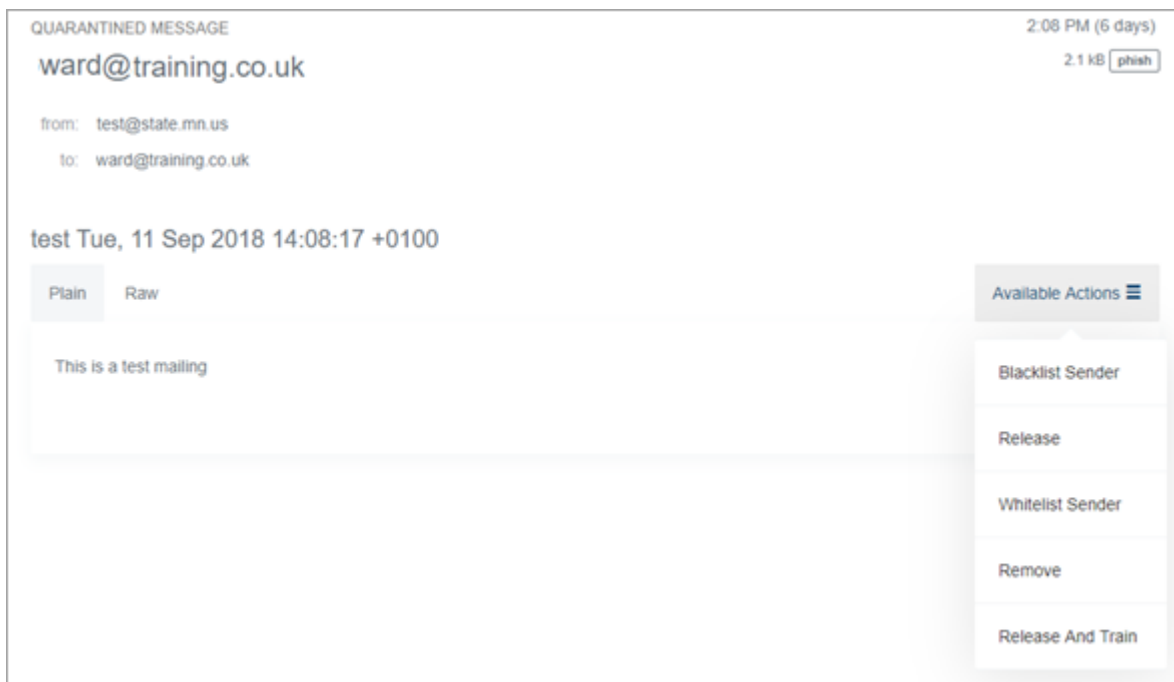 QUARANTINED MESSAGE
2:08 PM (6 days)
ward@training.co.uk
2.1 kB phish
from: test@state.mn.us
to: ward@training.co.uk
test Tue, 11 Sep 2018 14:08:17 +0100
Plain Raw
Available Actions
This is a test mailing
Blacklist Sender
Release
Whitelist Sender
Remove
Release And Train